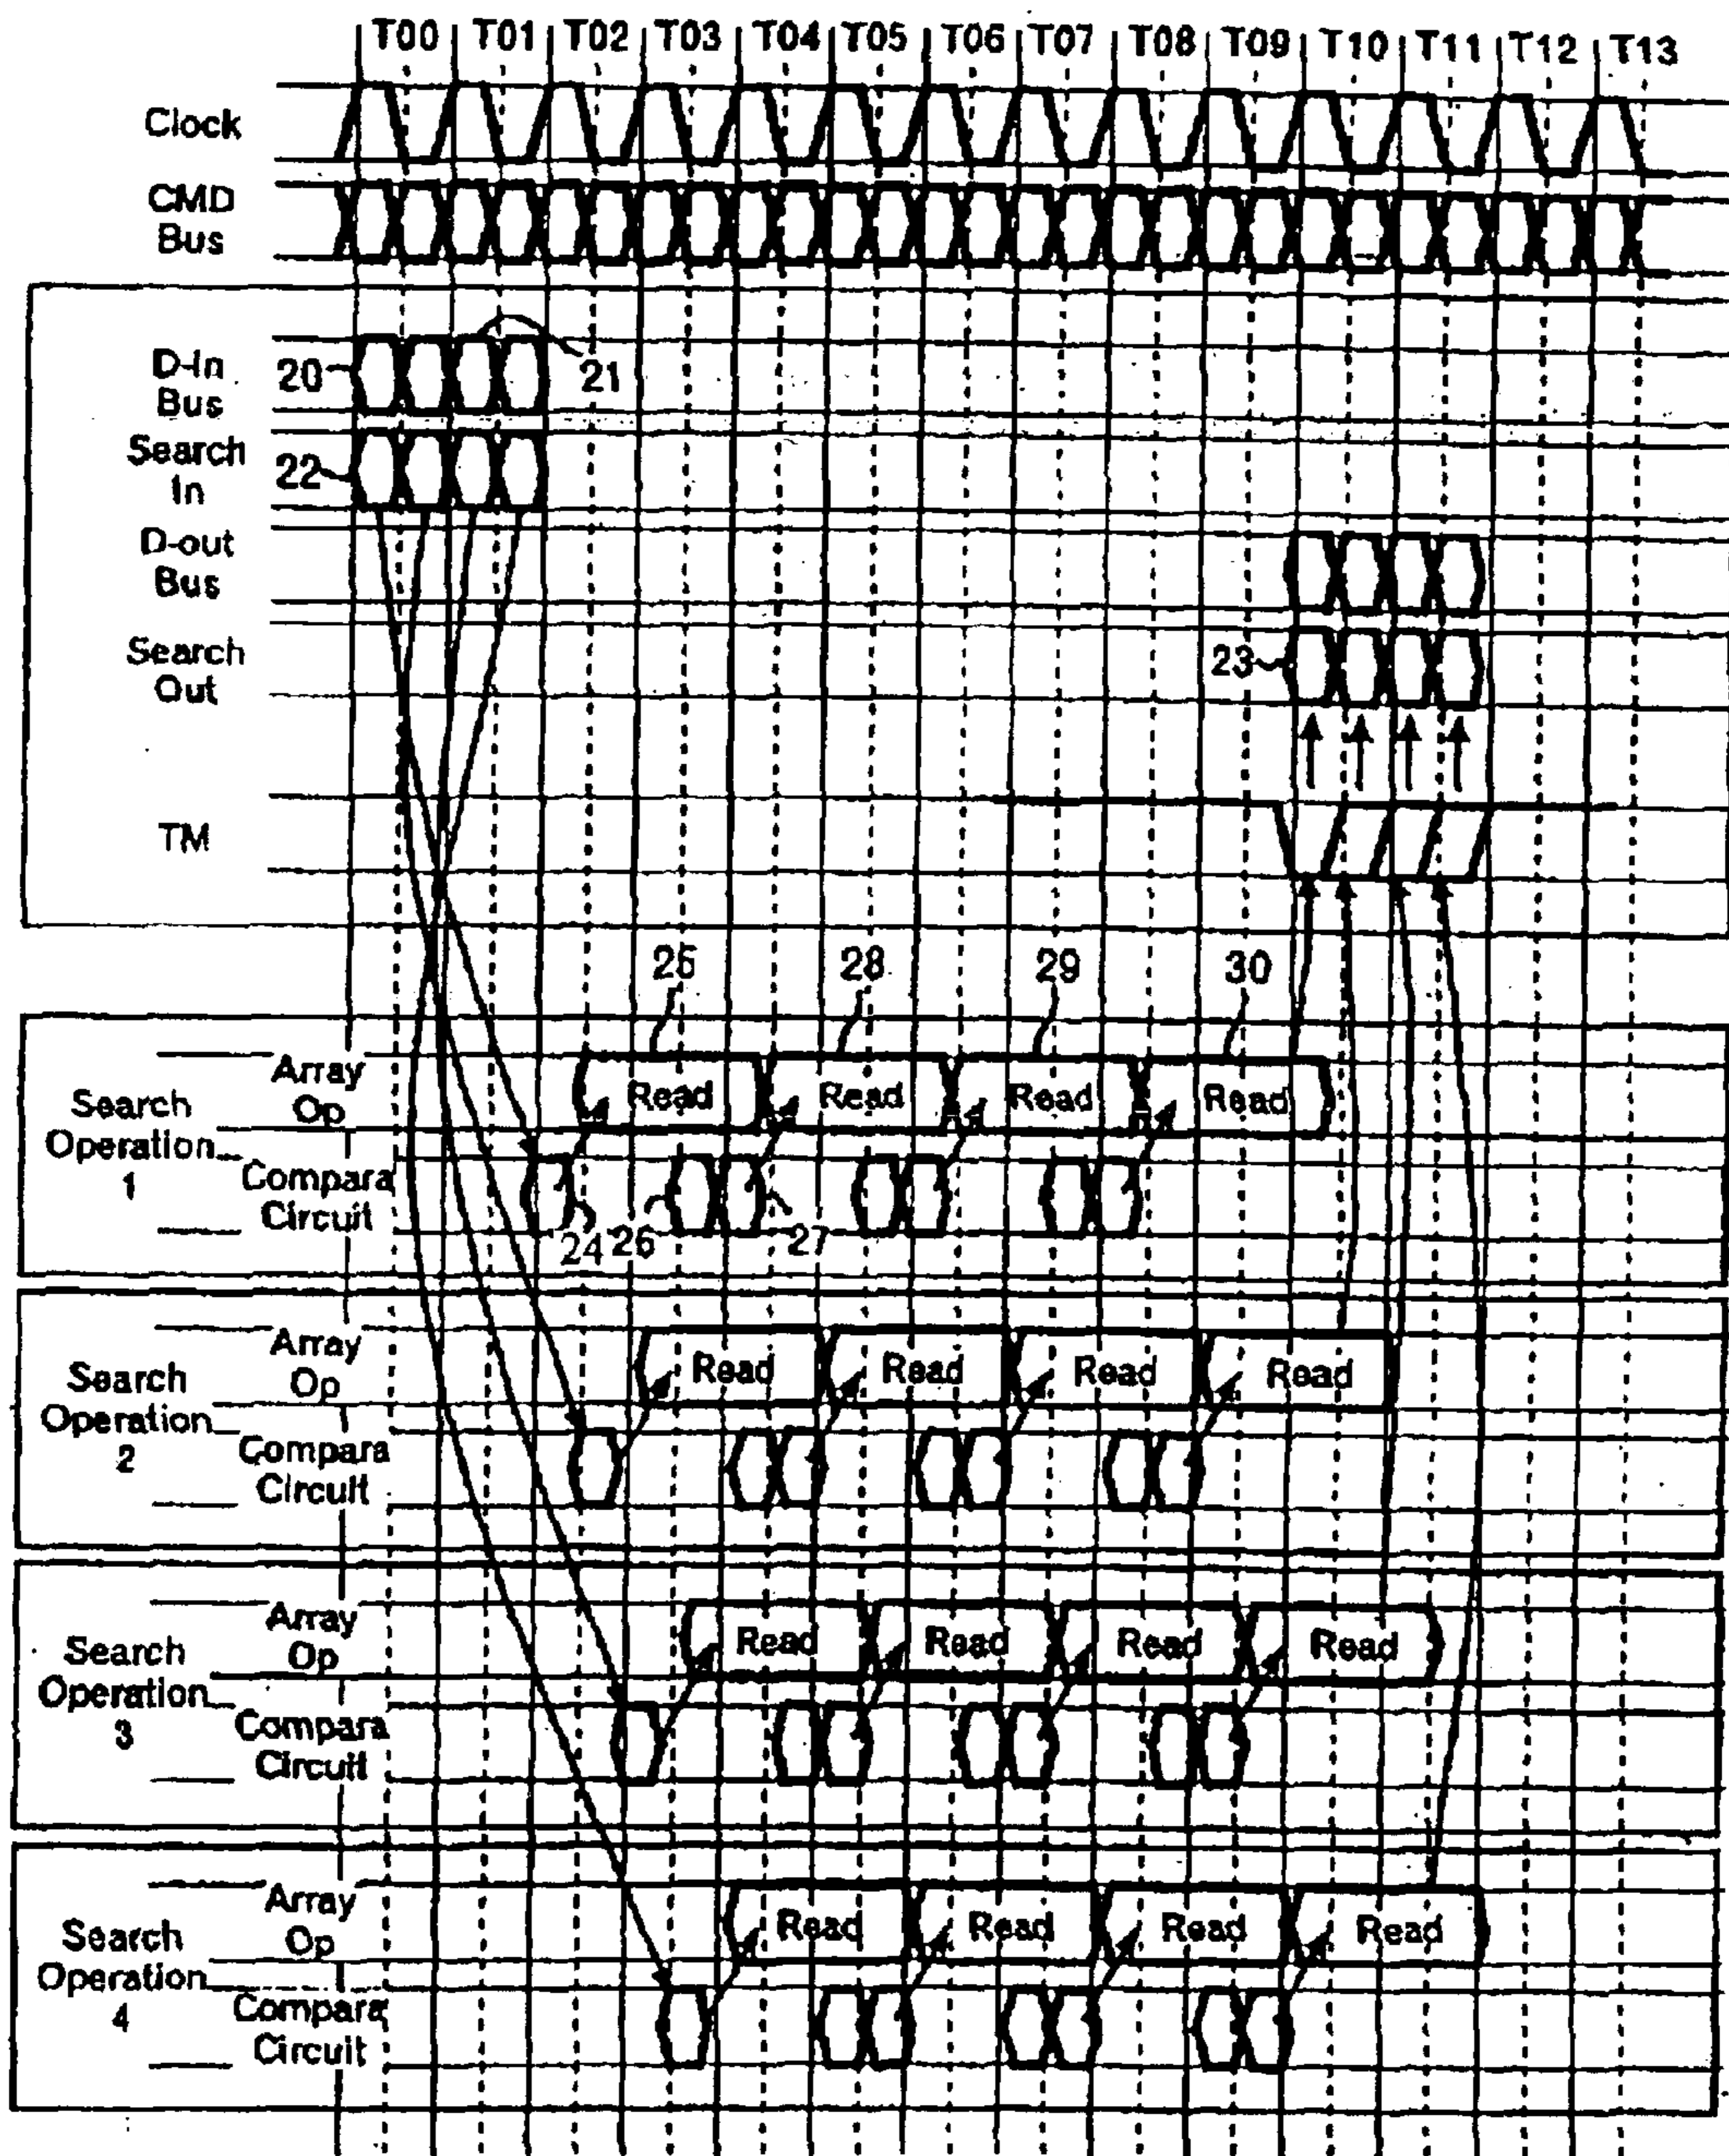 T00 T01 T02 T03 T04 T05 T06 T07 T08 T09 T10 T11 T12 T13
Clock
CMD
Bus
D-In
Bus
20
21
Search
In
22
D-out
Bus
Search
Out
23
TM
25 28 29 30
Search
Operation
1
Array
Op
Read Read Read Read
Compara
Circuit
24 26 27
Search
Operation
2
Array
Op
Read Read Read Read
Compara
Circuit
Search
Operation
3
Array
Op
Read Read Read Read
Compara
Circuit
Search
Operation
4
Array
Op
Read Read Read Read
Compara
Circuit